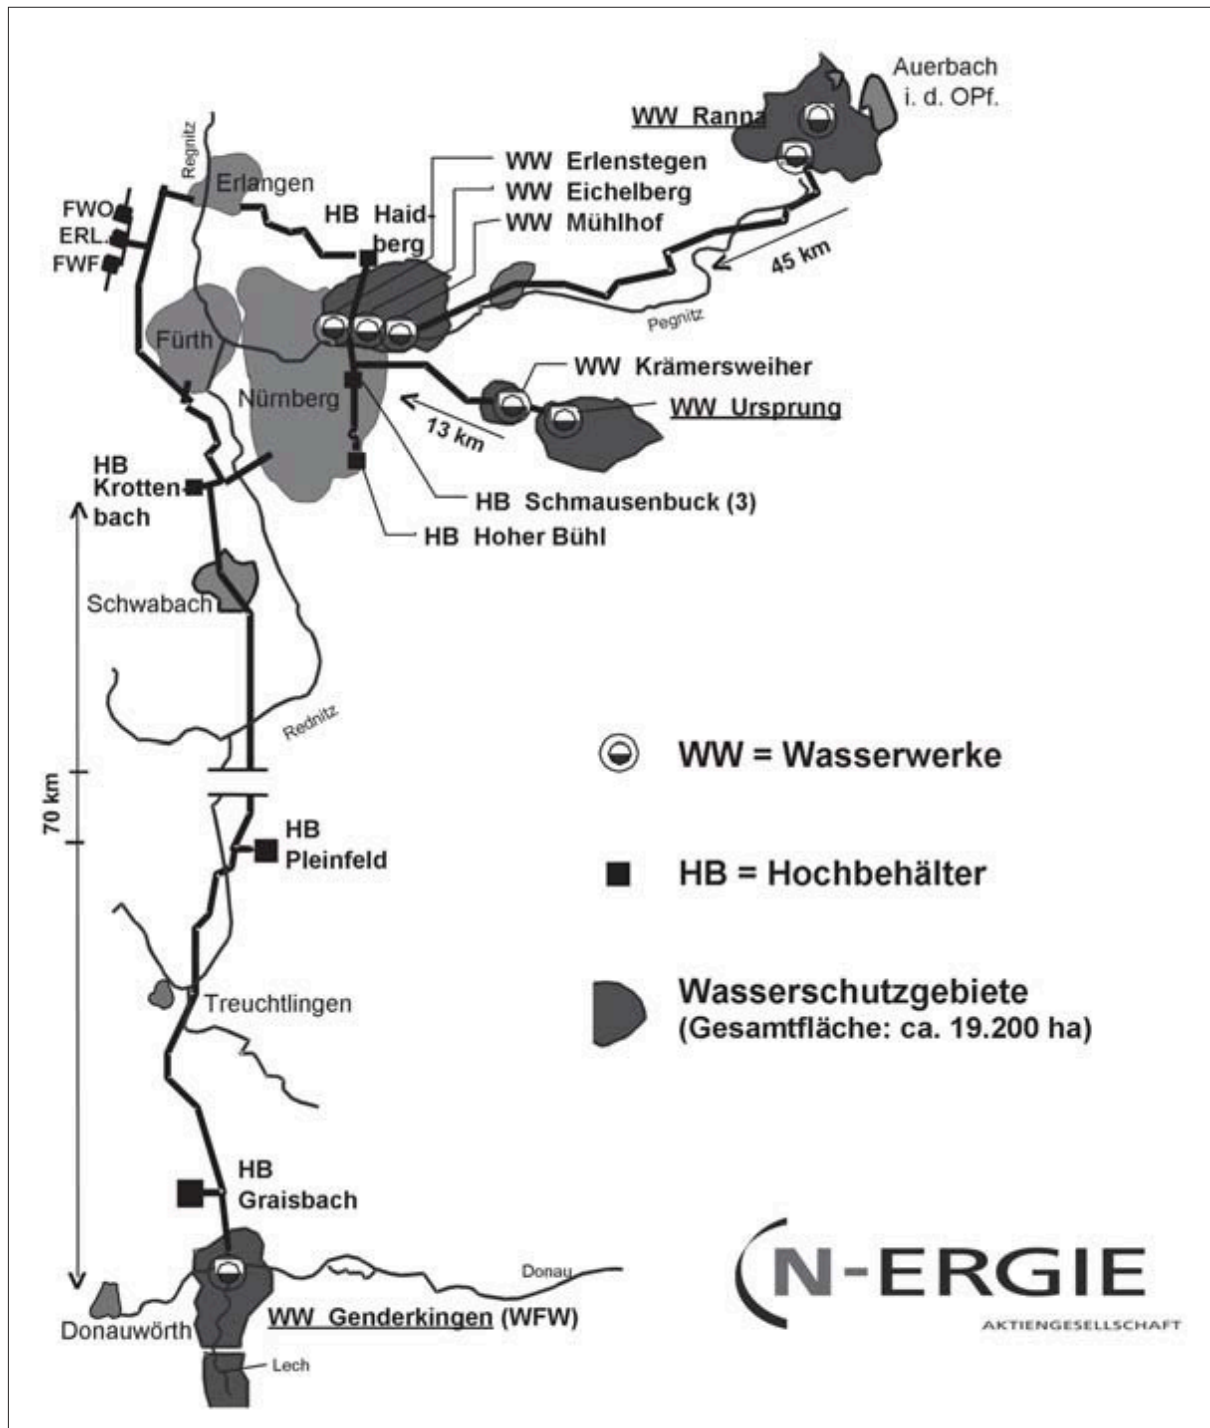 Auerbach
i. d. OPf.
WW Ranna
Regnitz
WW Erlenstegen
WW Eichelberg
WW Mühlhof
Erlangen
HB Haid-
berg
FWO
ERL.
FWF
45 km
Pegnitz
Fürth
Nürnberg
WW Krämersweiher
WW Ursprung
13 km
HB
Krotten
bach
HB Schmausenbuck (3)
HB Hoher Bühl
Schwabach
Rednitz
WW = Wasserwerke
70 km
HB
Pleinfeld
HB = Hochbehälter
Treuchtlingen
Wasserschutzgebiete
(Gesamtfläche: ca. 19.200 ha)
HB
Graisbach
Donau
Donauwörth
WW Genderkingen (WFW)
Lech
N-ERGIE
AKTIENGESELLSCHAFT